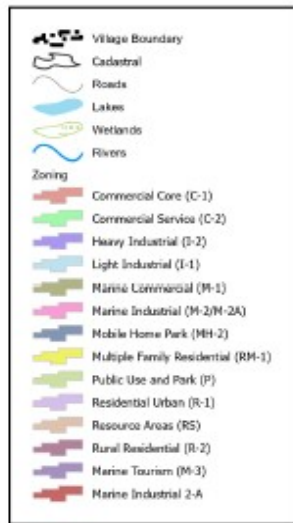 Village Boundary
Cadastral
Roads
Lakes
Wetlands
Rivers
Zoning
Commercial Core (C-1)
Commercial Service (C-2)
Heavy Industrial (I-2)
Light Industrial (I-1)
Marine Commercial (M-1)
Marine Industrial (M-2/M-2A)
Mobile Home Park (MH-2)
Multiple Family Residential (RM-1)
Public Use and Park (P)
Residential Urban (R-1)
Resource Areas (RS)
Rural Residential (R-2)
Marine Tourism (M-3)
Marine Industrial 2-A